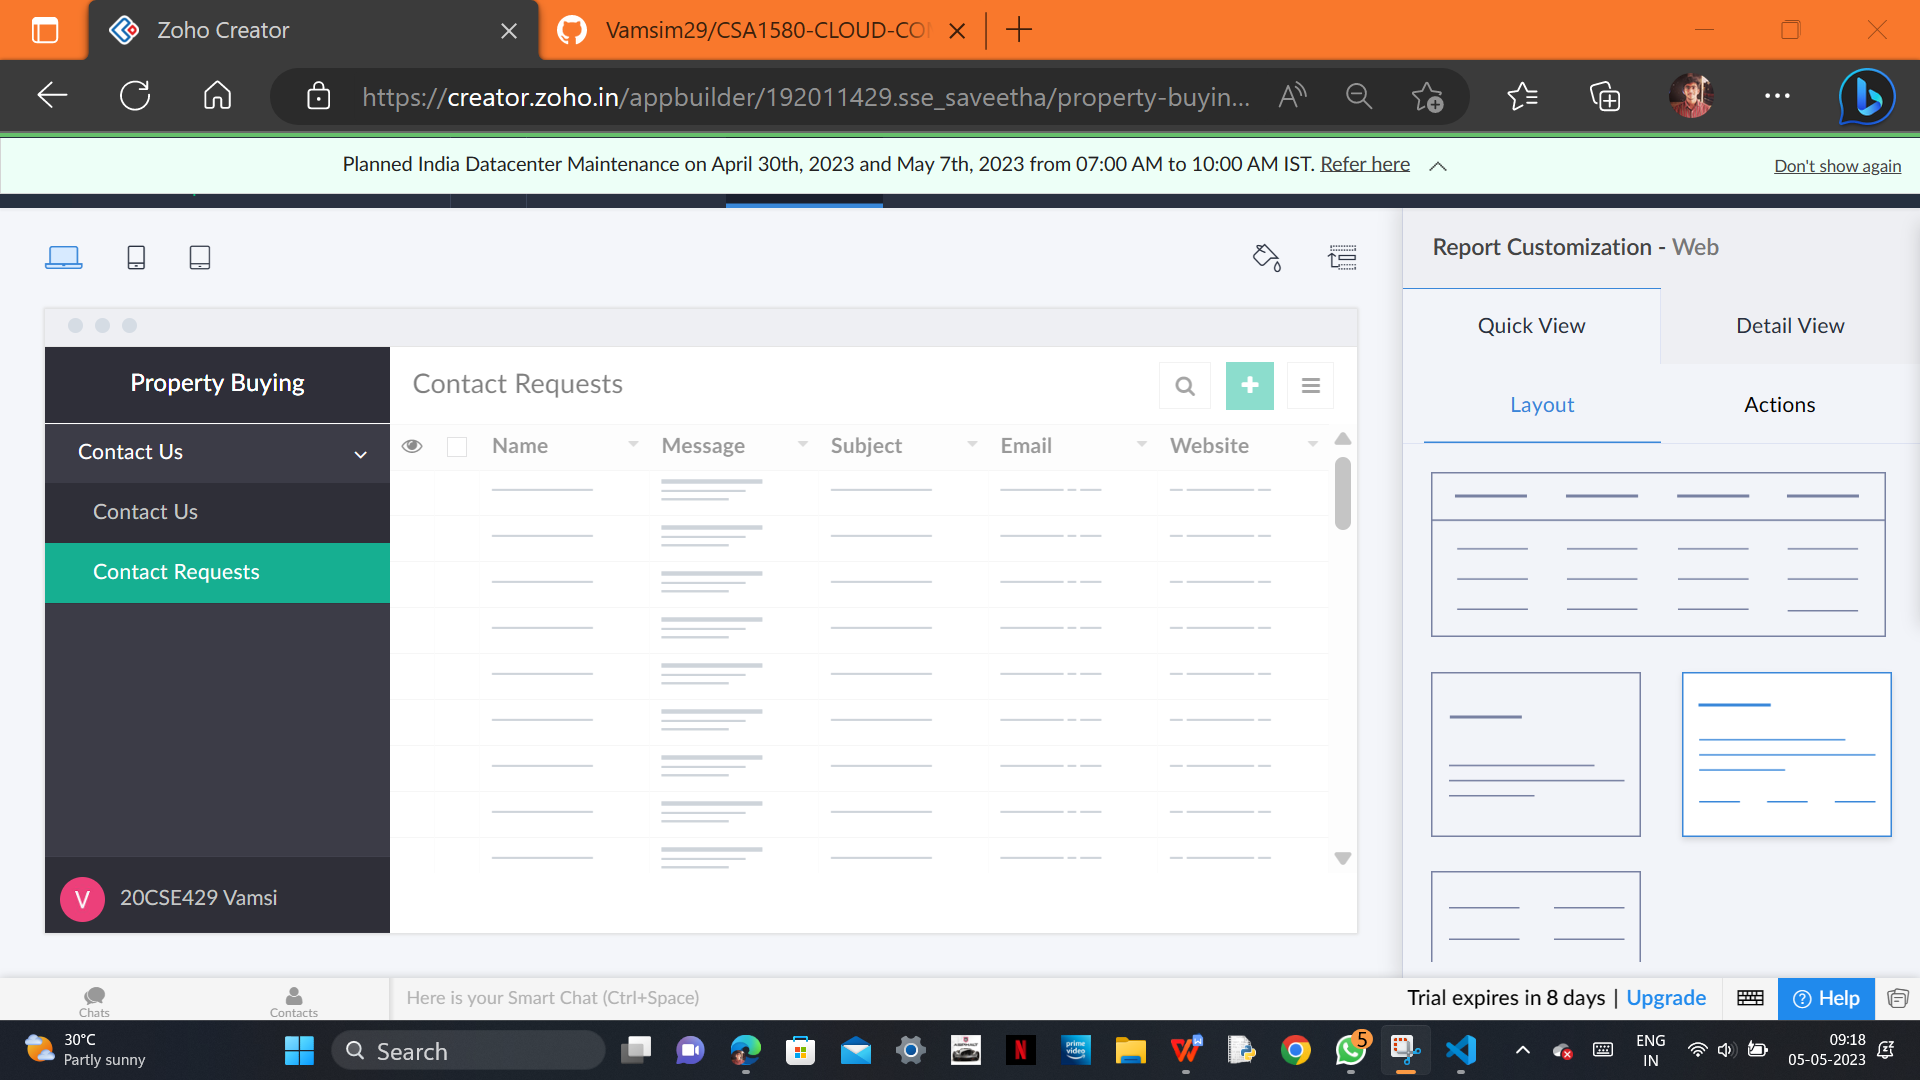 Zoho Creator
Vamsim29/CSA1580-CLOUD-CO
https://creator.zoho.in/appbuilder/192011429.sse_saveetha/property-buyin...
Planned India Datacenter Maintenance on April 30th, 2023 and May 7th, 2023 from 07:00 AM to 10:00 AM IST. Refer here
Don't show again
Report Customization - Web
Quick View
Detail View
Layout
Actions
Property Buying
Contact Us
Contact Us
Contact Requests
20CSE429 Vamsi
V
Contact Requests
Name
Message
Subject
Email
Website
Chats
Contacts
Here is your Smart Chat (Ctrl+Space)
Trial expires in 8 days | Upgrade
Help
30°C
Partly sunny
Search
prime video
5
ENG
IN
09:18
05-05-2023